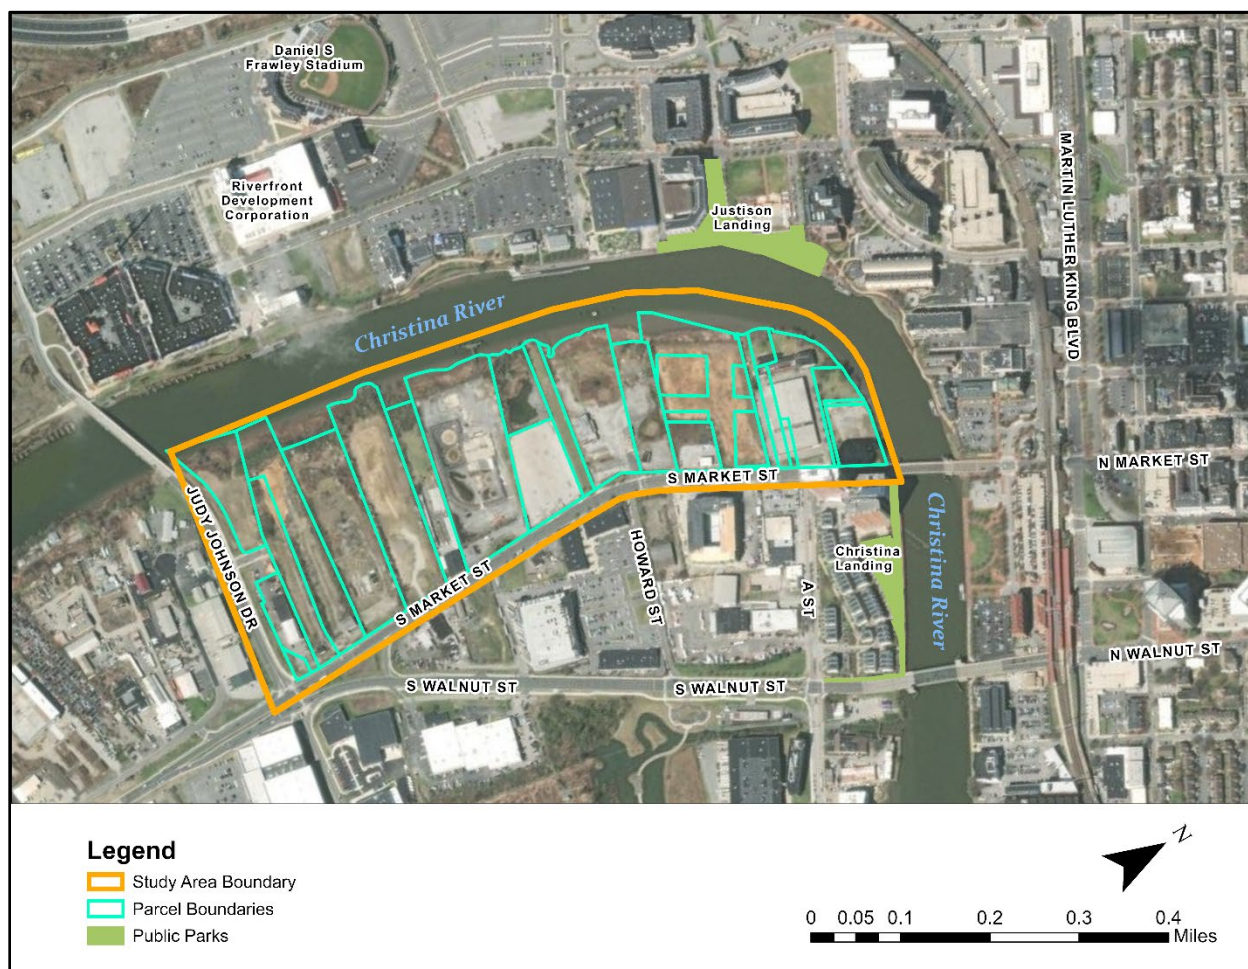 Daniel S
Frawley Stadium
Riverfront
Development
Corporation
Justison
Landing
MARTIN LUTHER KING BLVD
Christina River
S MARKET ST
N MARKET ST
JUDY JOHNSON DR
S MARKET ST
HOWARD ST
A ST
Christina
Landing
Christina River
S WALNUT ST
S WALNUT ST
N WALNUT ST
Legend
Study Area Boundary
Parcel Boundaries
Public Parks
N
0 0.05 0.1 0.2 0.3 0.4
Miles